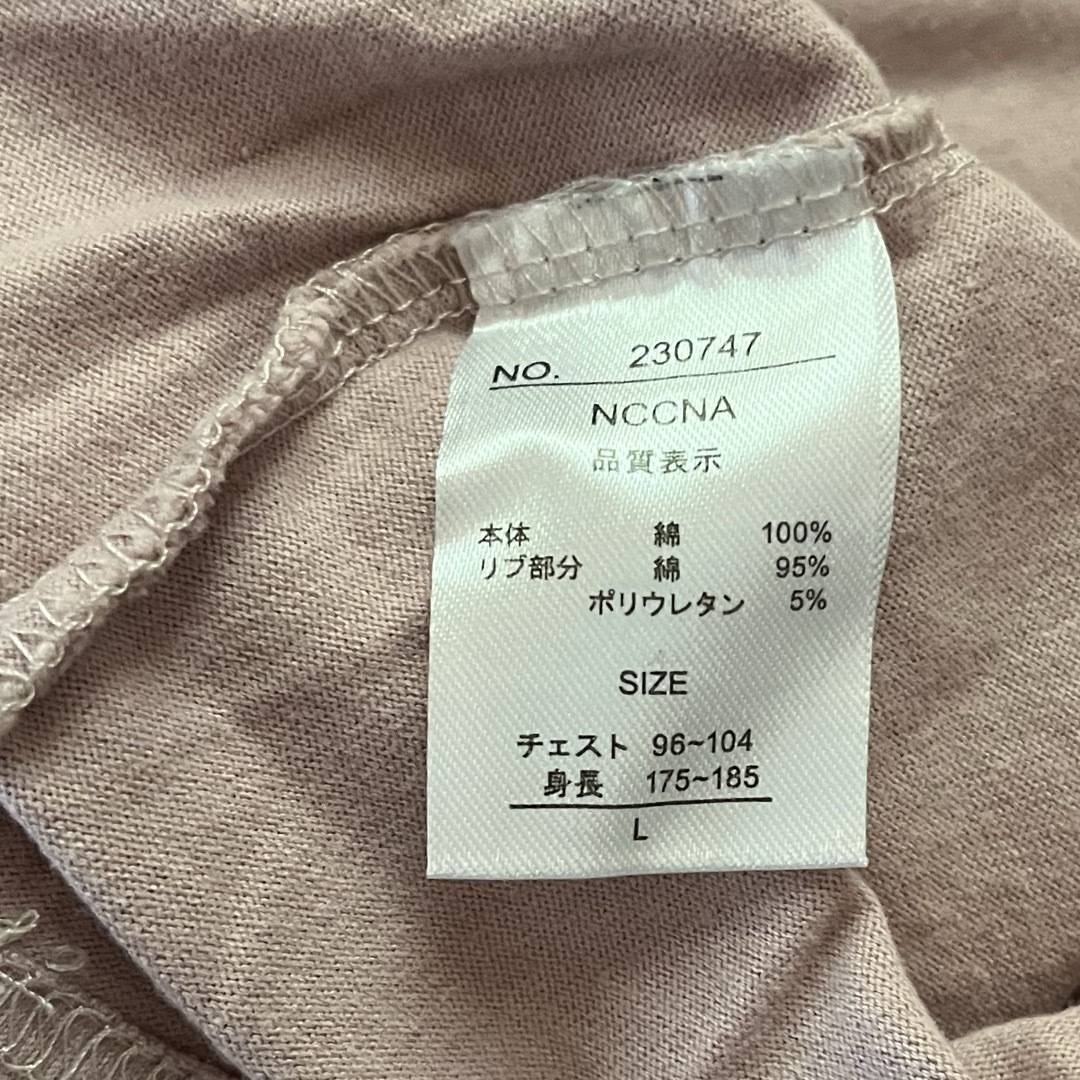 NO. 230747
NCCNA
品質表示
本体 綿 100%
リブ部分 綿 95%
ポリウレタン 5%
SIZE
チェスト 96~104
身長 175~185
L